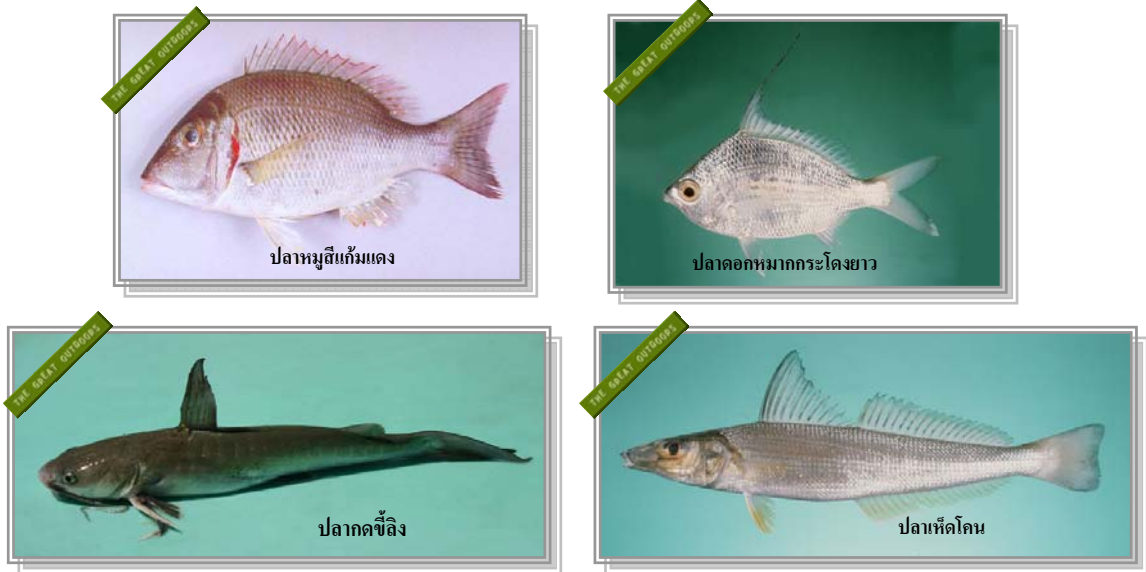 THE GREAT OUTDOORS
ปลาหมูสีแก้มแดง
THE GREAT OUTDOORS
ปลาดอกหมากกระโดงยาว
THE GREAT OUTDOORS
ปลากดขี้ลิง
THE GREAT OUTDOORS
ปลาเห็ดโคน